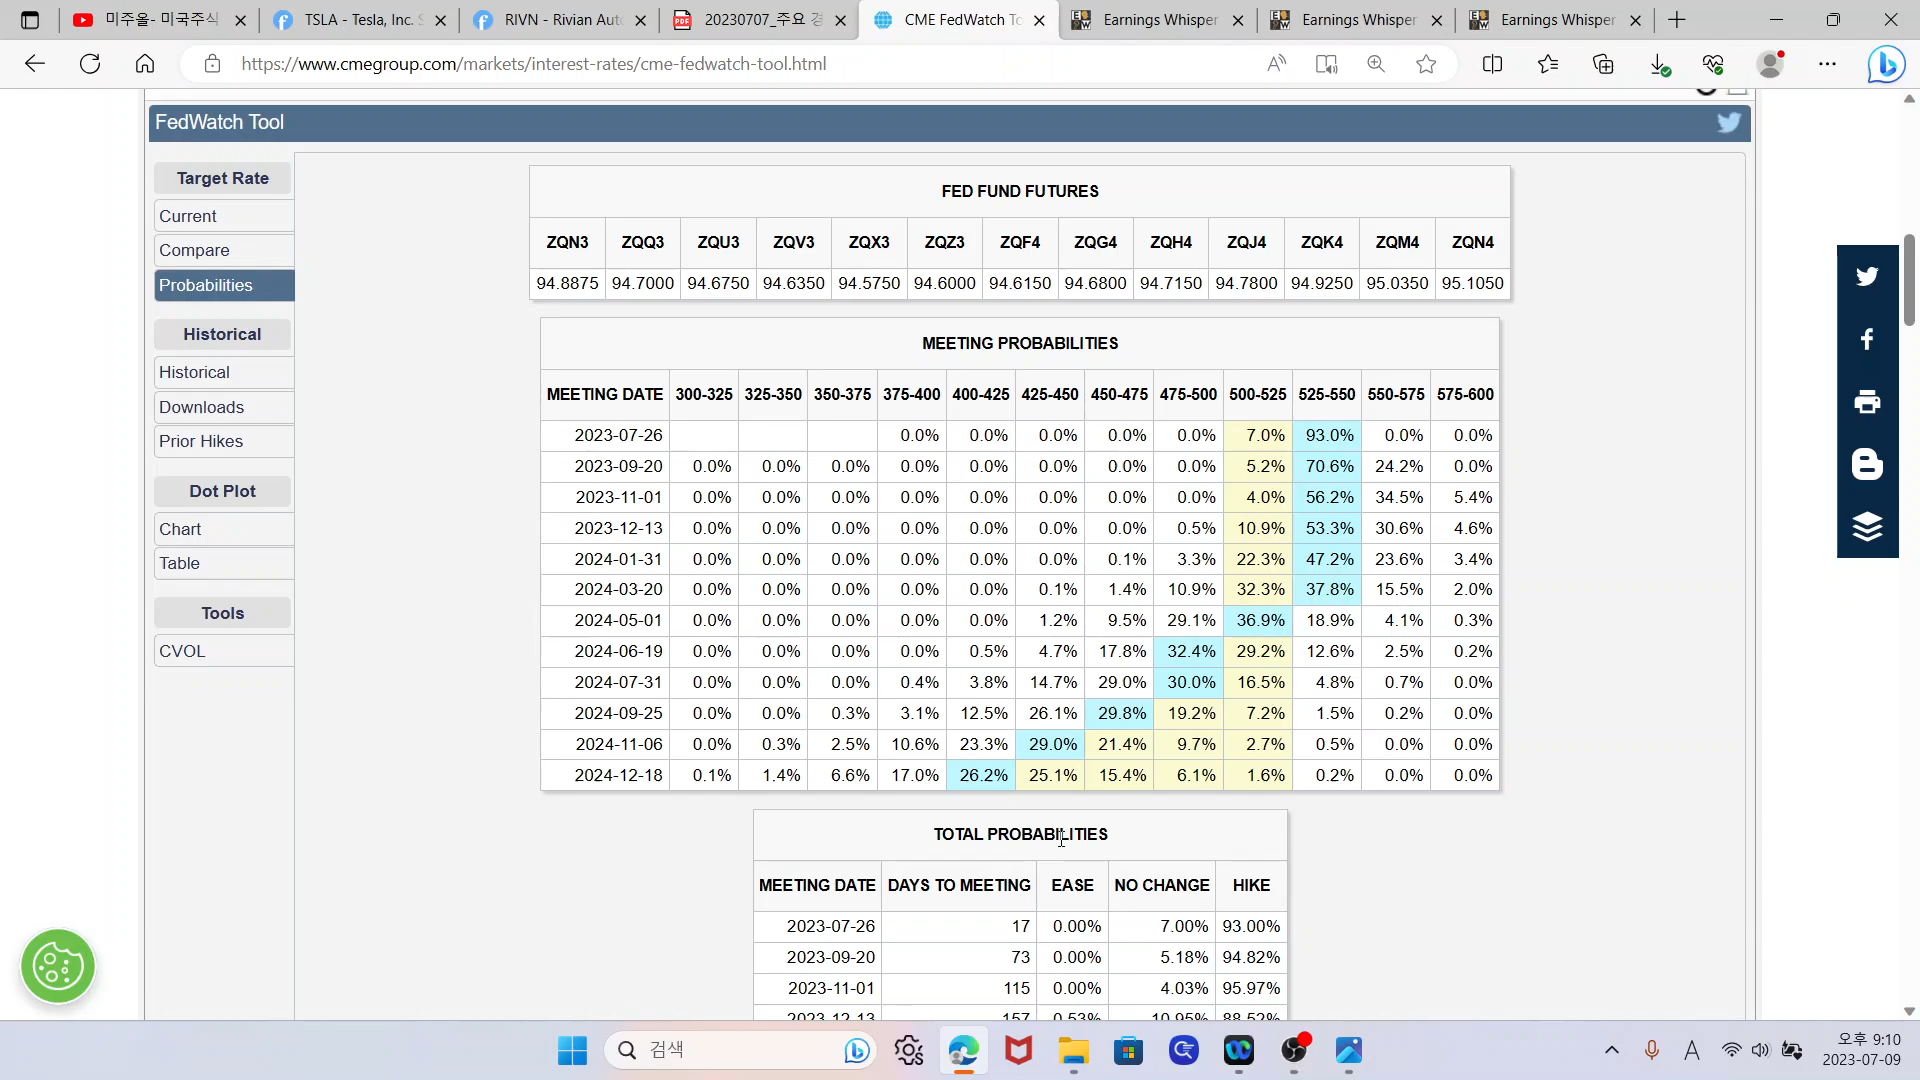 미주올- 미국주식
TSLA - Tesla, Inc. S
RIVN - Rivian Auto
20230707_주요 경
CME FedWatch To
Earnings Whisper
Earnings Whisper
Earnings Whisper
https://www.cmegroup.com/markets/interest-rates/cme-fedwatch-tool.html
FedWatch Tool
Target Rate
Current
Compare
Probabilities
Historical
Historical
Downloads
Prior Hikes
Dot Plot
Chart
Table
Tools
CVOL
FED FUND FUTURES
ZQN3 ZQQ3 ZQU3 ZQV3 ZQX3 ZQZ3 ZQF4 ZQG4 ZQH4 ZQJ4 ZQK4 ZQM4 ZQN4
94.8875 94.7000 94.6750 94.6350 94.5750 94.6000 94.6150 94.6800 94.7150 94.7800 94.9250 95.0350 95.1050
MEETING PROBABILITIES
MEETING DATE 300-325 325-350 350-375 375-400 400-425 425-450 450-475 475-500 500-525 525-550 550-575 575-600
2023-07-26 0.0% 0.0% 0.0% 0.0% 0.0% 7.0% 93.0% 0.0% 0.0%
2023-09-20 0.0% 0.0% 0.0% 0.0% 0.0% 0.0% 0.0% 0.0% 5.2% 70.6% 24.2% 0.0%
2023-11-01 0.0% 0.0% 0.0% 0.0% 0.0% 0.0% 0.0% 0.0% 4.0% 56.2% 34.5% 5.4%
2023-12-13 0.0% 0.0% 0.0% 0.0% 0.0% 0.0% 0.0% 0.5% 10.9% 53.3% 30.6% 4.6%
2024-01-31 0.0% 0.0% 0.0% 0.0% 0.0% 0.0% 0.1% 3.3% 22.3% 47.2% 23.6% 3.4%
2024-03-20 0.0% 0.0% 0.0% 0.0% 0.0% 0.1% 1.4% 10.9% 32.3% 37.8% 15.5% 2.0%
2024-05-01 0.0% 0.0% 0.0% 0.0% 0.0% 1.2% 9.5% 29.1% 36.9% 18.9% 4.1% 0.3%
2024-06-19 0.0% 0.0% 0.0% 0.0% 0.5% 4.7% 17.8% 32.4% 29.2% 12.6% 2.5% 0.2%
2024-07-31 0.0% 0.0% 0.0% 0.4% 3.8% 14.7% 29.0% 30.0% 16.5% 4.8% 0.7% 0.0%
2024-09-25 0.0% 0.0% 0.3% 3.1% 12.5% 26.1% 29.8% 19.2% 7.2% 1.5% 0.2% 0.0%
2024-11-06 0.0% 0.3% 2.5% 10.6% 23.3% 29.0% 21.4% 9.7% 2.7% 0.5% 0.0% 0.0%
2024-12-18 0.1% 1.4% 6.6% 17.0% 26.2% 25.1% 15.4% 6.1% 1.6% 0.2% 0.0% 0.0%
TOTAL PROBABILITIES
MEETING DATE DAYS TO MEETING EASE NO CHANGE HIKE
2023-07-26 17 0.00% 7.00% 93.00%
2023-09-20 73 0.00% 5.18% 94.82%
2023-11-01 115 0.00% 4.03% 95.97%
2023-12-13 157 0.53% 10.95% 88.52%
검색
A
오후 9:10
2023-07-09